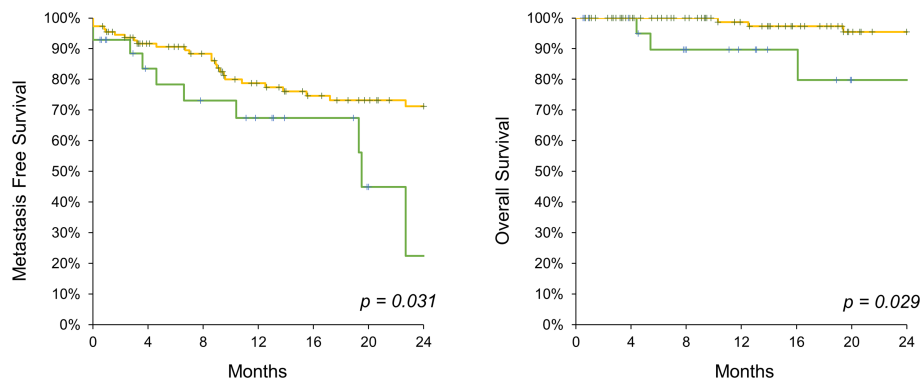 Metastasis Free Survival
100%
90%
80%
70%
60%
50%
40%
30%
20%
10%
0%
p = 0.031
0 4 8 12 16 20 24
Months
Overall Survival
100%
90%
80%
70%
60%
50%
40%
30%
20%
10%
0%
p = 0.029
0 4 8 12 16 20 24
Months